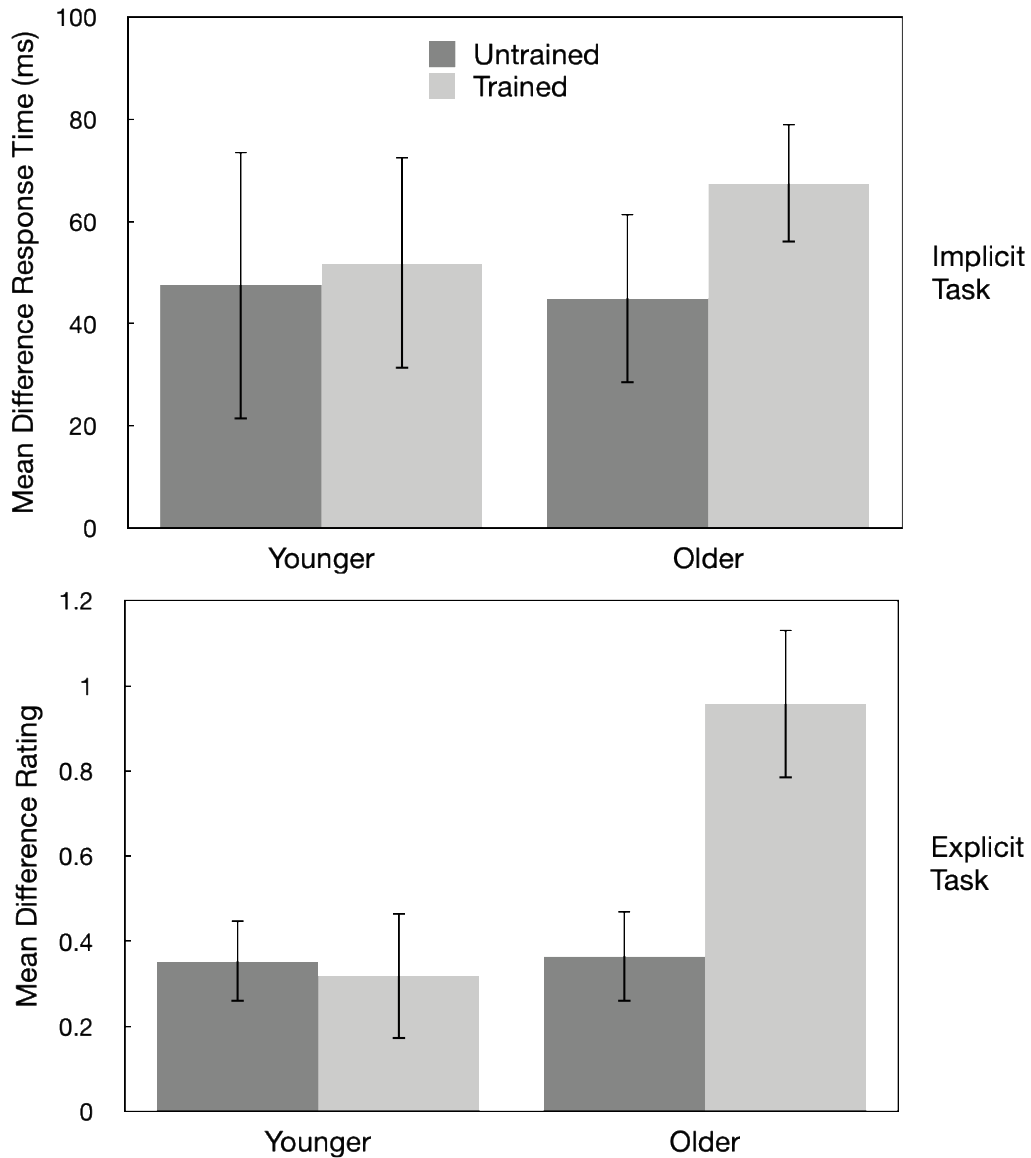 100
80
60
40
20
0
Mean Difference Response Time (ms)
Untrained
Trained
Younger
Older
Implicit
Task
1.2
1
0.8
0.6
0.4
0.2
0
Mean Difference Rating
Younger
Older
Explicit
Task